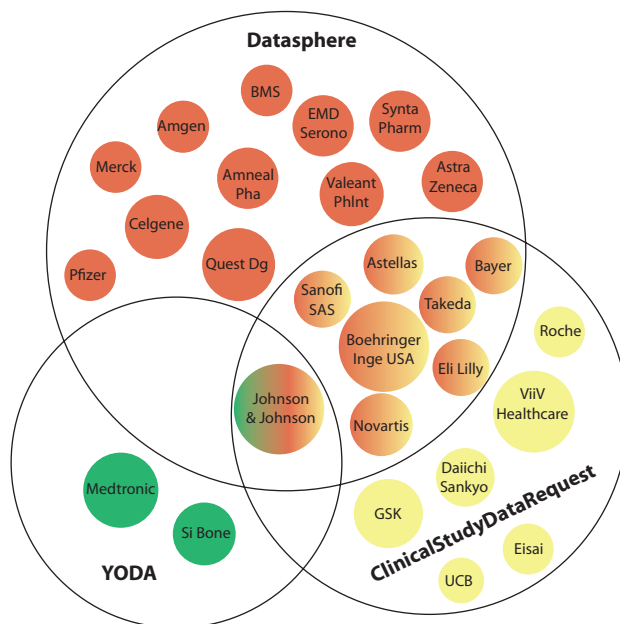 Datasphere
BMS
EMD
Serono
Synta
Pharm
Amgen
Merck
Amneal
Pha
Valeant
PhInt
Astra
Zeneca
Celgene
Pfizer
Quest Dg
Astellas
Bayer
Sanofi
SAS
Takeda
Boehringer
Inge USA
Eli Lilly
Roche
ViiV
Healthcare
Johnson
& Johnson
Novartis
Daiichi
Sankyo
Medtronic
GSK
Si Bone
ClinicalStudyDataRequest
Eisai
YODA
UCB